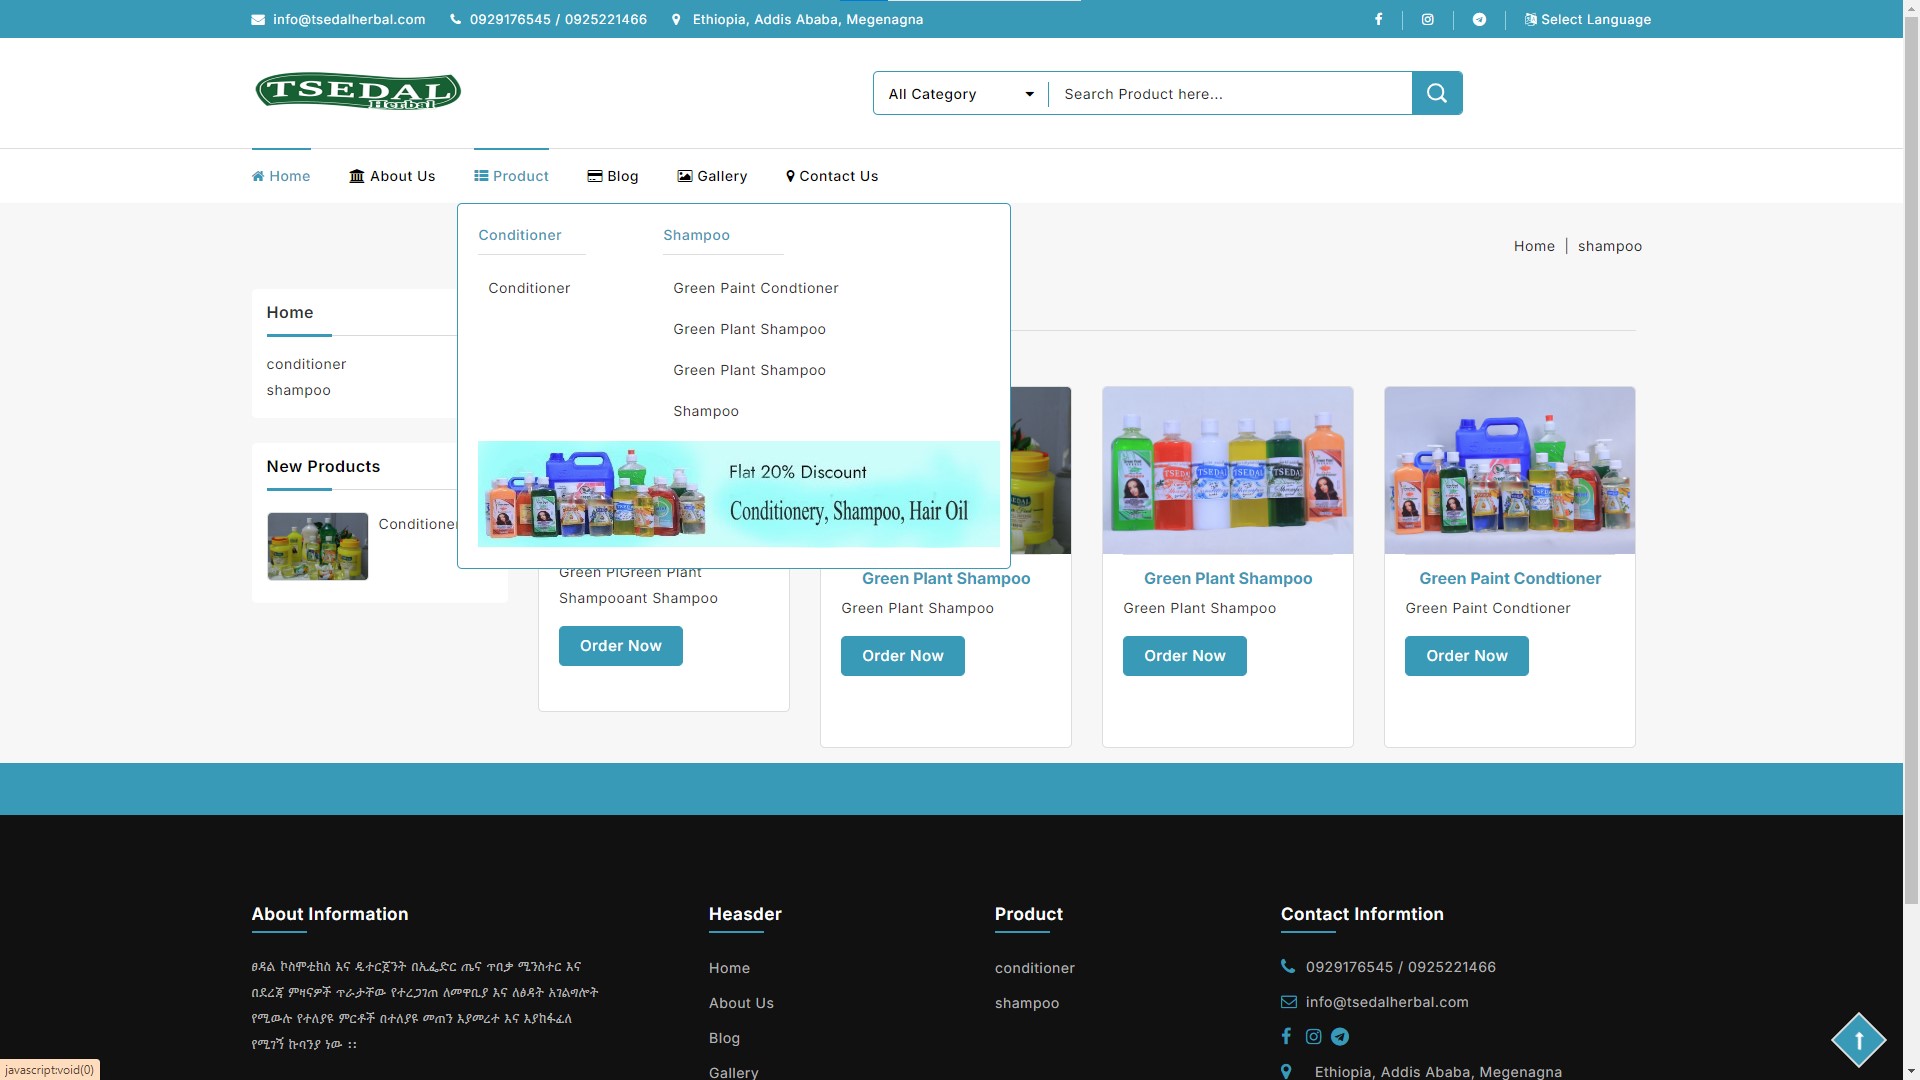 info@tsedalherbal.com 0929176545 / 0925221466 Ethiopia, Addis Ababa, Megenagna Select Language
TSEDAL
Herbal
All Category Search Product here...
Home About Us Product Blog Gallery Contact Us
Conditioner Shampoo
Conditioner
Green Paint Condtioner
Green Plant Shampoo
Green Plant Shampoo
Shampoo
Flat 20% Discount
Conditionery, Shampoo, Hair Oil
Home | shampoo
Home
conditioner
shampoo
New Products
Conditioner
Green PlGreen Plant
Shampooant Shampoo
Order Now
Green Plant Shampoo
Green Plant Shampoo
Order Now
TSEDAL TSEDAL TSEDAL TSEDAL
Green Plant Shampoo
Green Plant Shampoo
Order Now
Green Paint Condtioner
Green Paint Condtioner
Order Now
About Information
ፀዳል ኮስሞቲክስ እና ዲተርጀንት በኢፌድር ጤና ጥበቃ ሚንስተር እና
በደረጃ ምዛናዎች ጥራታቸው የተረጋገጠ ለመዋቢያ እና ለፅዳት አገልግሎት
የሚውሉ የተለያዩ ምርቶች በተለያዩ መጠን እያመረተ እና እያከፋፈለ
የሚገኝ ኩባንያ ነው ፡፡
Heasder
Home
About Us
Blog
Gallery
Product
conditioner
shampoo
Contact Informtion
0929176545 / 0925221466
info@tsedalherbal.com
Ethiopia, Addis Ababa, Megenagna
javascript:void(0)